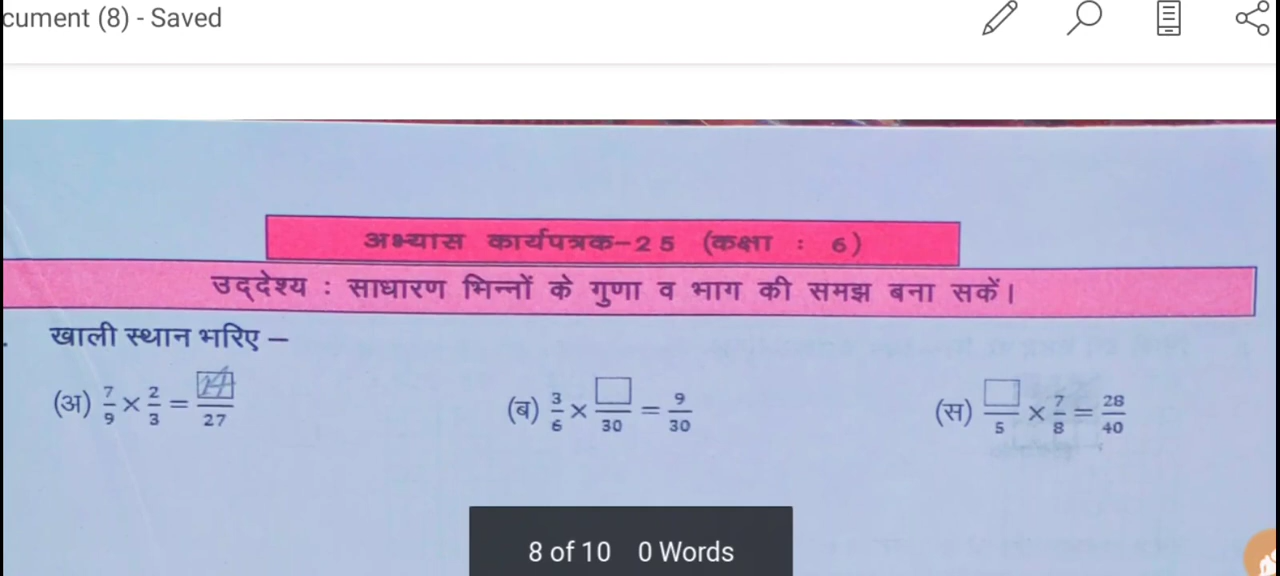 cument (8) - Saved
अभ्यास कार्यपत्रक-25 (कक्षा : 6)
उद्देश्य : साधारण भिन्नों के गुणा व भाग की समझ बना सकें।
खाली स्थान भरिए –
(अ) 7/9 × 2/3 = 14/27 (ब) 3/6 × □/30 = 9/30 (स) □/5 × 7/8 = 28/40
8 of 10 0 Words